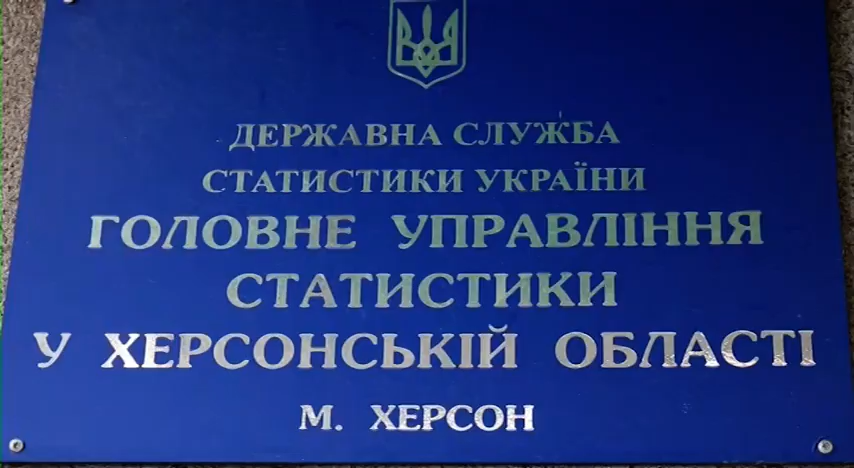 ДЕРЖАВНА СЛУЖБА
СТАТИСТИКИ УКРАЇНИ
ГОЛОВНЕ УПРАВЛІННЯ
СТАТИСТИКИ
У ХЕРСОНСЬКІЙ ОБЛАСТІ
М. ХЕРСОН